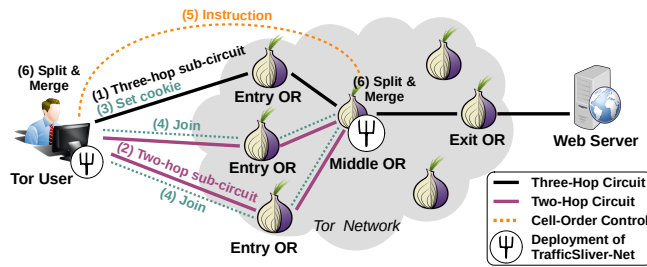 (5) Instruction
(6) Split &
Merge
(1) Three-hop sub-circuit
(3) Set cookie
Entry OR
(6) Split &
Merge
(4) Join
Entry OR
Middle OR
Exit OR
Web Server
Tor User
(2) Two-hop sub-circuit
(4) Join
Entry OR
Tor Network
Three-Hop Circuit
Two-Hop Circuit
Cell-Order Control
Deployment of
TrafficSliver-Net